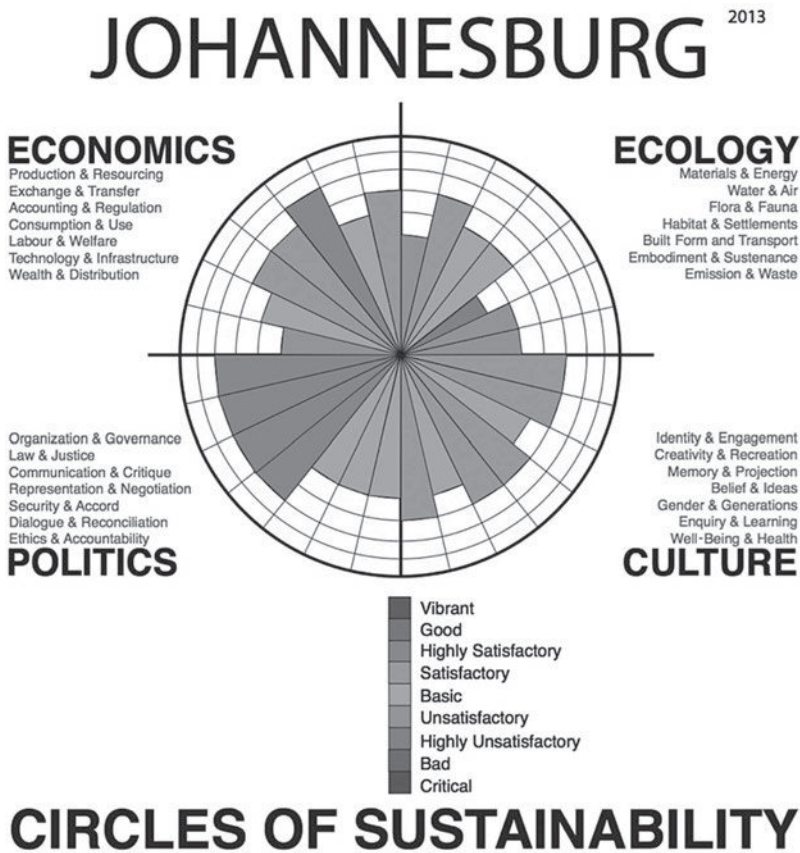 JOHANNESBURG 2013
ECONOMICS
Production & Resourcing
Exchange & Transfer
Accounting & Regulation
Consumption & Use
Labour & Welfare
Technology & Infrastructure
Wealth & Distribution
ECOLOGY
Materials & Energy
Water & Air
Flora & Fauna
Habitat & Settlements
Built Form and Transport
Embodiment & Sustenance
Emission & Waste
Organization & Governance
Law & Justice
Communication & Critique
Representation & Negotiation
Security & Accord
Dialogue & Reconciliation
Ethics & Accountability
POLITICS
Identity & Engagement
Creativity & Recreation
Memory & Projection
Belief & Ideas
Gender & Generations
Enquiry & Learning
Well-Being & Health
CULTURE
Vibrant
Good
Highly Satisfactory
Satisfactory
Basic
Unsatisfactory
Highly Unsatisfactory
Bad
Critical
CIRCLES OF SUSTAINABILITY